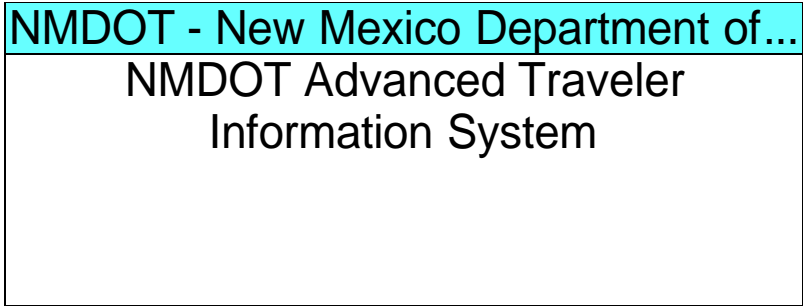 NMDOT - New Mexico Department of...
NMDOT Advanced Traveler
Information System